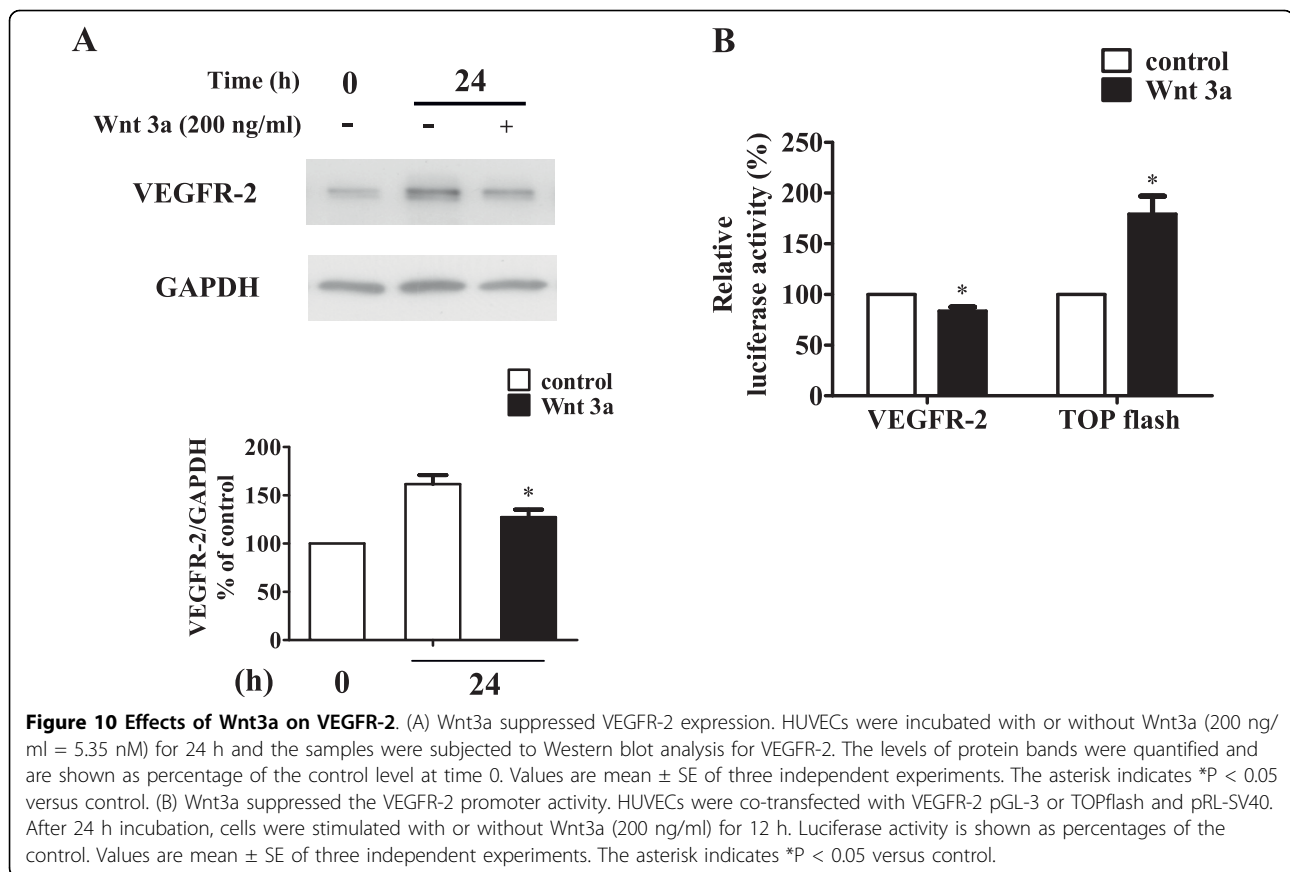 A
Time (h) 0 24
Wnt 3a (200 ng/ml) - - +
VEGFR-2
GAPDH
control
Wnt 3a
VEGFR-2/GAPDH
% of control
200
150
100
50
0
*
(h) 0 24
B
control
Wnt 3a
Relative
luciferase activity (%)
250
200
150
100
50
0
* *
VEGFR-2 TOP flash
Figure 10 Effects of Wnt3a on VEGFR-2. (A) Wnt3a suppressed VEGFR-2 expression. HUVECs were incubated with or without Wnt3a (200 ng/
ml = 5.35 nM) for 24 h and the samples were subjected to Western blot analysis for VEGFR-2. The levels of protein bands were quantified and
are shown as percentage of the control level at time 0. Values are mean ± SE of three independent experiments. The asterisk indicates *P < 0.05
versus control. (B) Wnt3a suppressed the VEGFR-2 promoter activity. HUVECs were co-transfected with VEGFR-2 pGL-3 or TOPflash and pRL-SV40.
After 24 h incubation, cells were stimulated with or without Wnt3a (200 ng/ml) for 12 h. Luciferase activity is shown as percentages of the
control. Values are mean ± SE of three independent experiments. The asterisk indicates *P < 0.05 versus control.